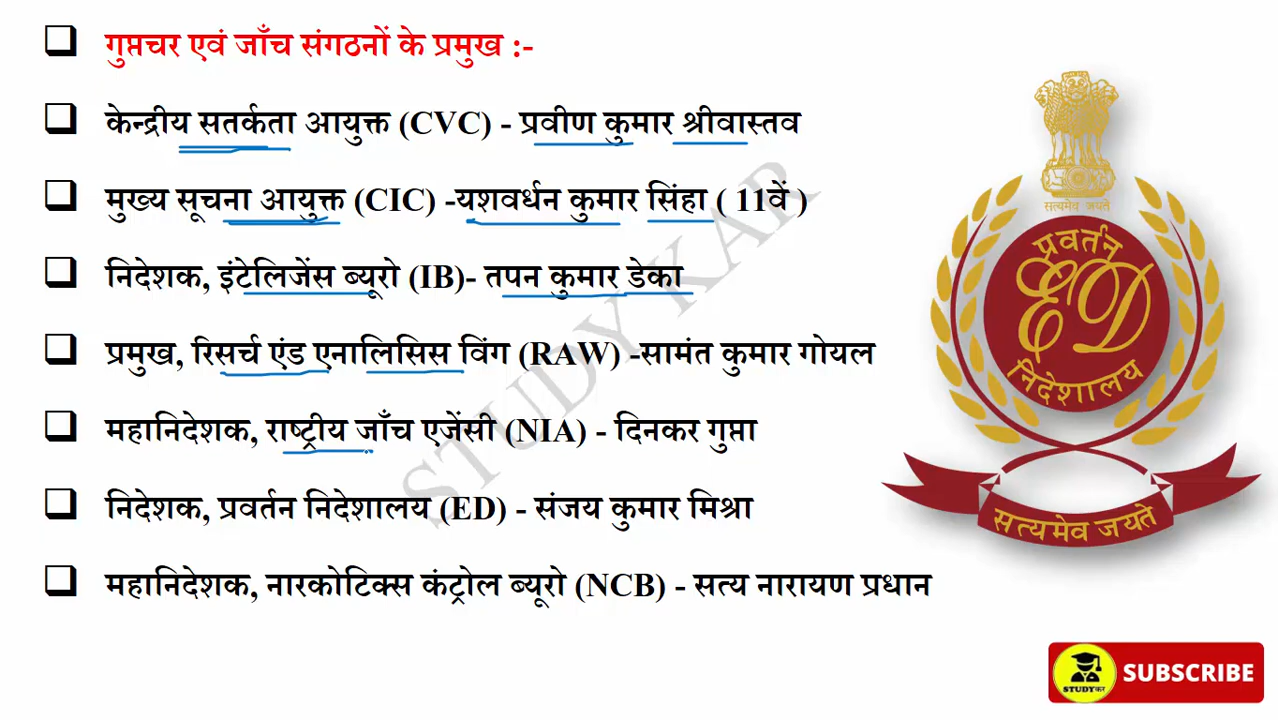 गुप्तचर एवं जाँच संगठनों के प्रमुख :-
केन्द्रीय सतर्कता आयुक्त (CVC) - प्रवीण कुमार श्रीवास्तव
मुख्य सूचना आयुक्त (CIC) -यशवर्धन कुमार सिंहा ( 11वें )
निदेशक, इंटेलिजेंस ब्यूरो (IB)- तपन कुमार डेका
प्रमुख, रिसर्च एंड एनालिसिस विंग (RAW) -सामंत कुमार गोयल
महानिदेशक, राष्ट्रीय जाँच एजेंसी (NIA) - दिनकर गुप्ता
निदेशक, प्रवर्तन निदेशालय (ED) - संजय कुमार मिश्रा
महानिदेशक, नारकोटिक्स कंट्रोल ब्यूरो (NCB) - सत्य नारायण प्रधान
STUDY KAR
सत्यमेव जयते
प्रवर्तन
ED
निदेशालय
सत्यमेव जयते
STUDYकर
SUBSCRIBE